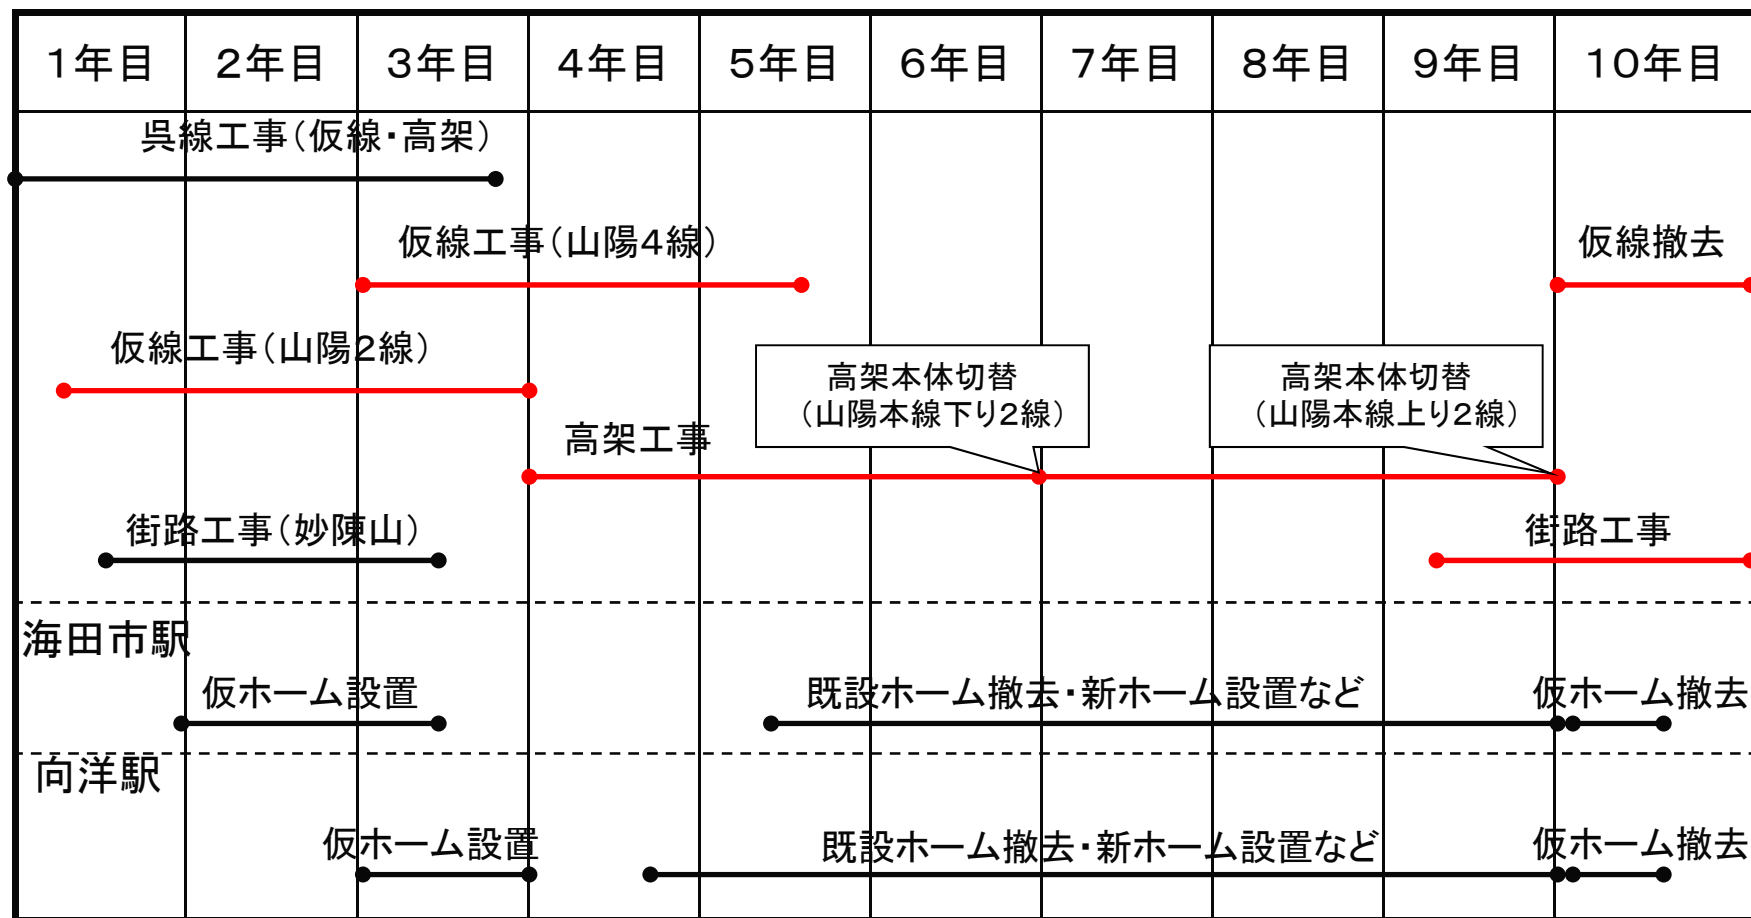 1年目 2年目 3年目 4年目 5年目 6年目 7年目 8年目 9年目 10年目
呉線工事（仮線・高架）
仮線工事（山陽4線） 仮線撤去
仮線工事（山陽2線）
高架本体切替
（山陽本線下り2線）
高架本体切替
（山陽本線上り2線）
高架工事
街路工事（妙陳山） 街路工事
海田市駅
仮ホーム設置 既設ホーム撤去・新ホーム設置など 仮ホーム撤去
向洋駅
仮ホーム設置 既設ホーム撤去・新ホーム設置など 仮ホーム撤去